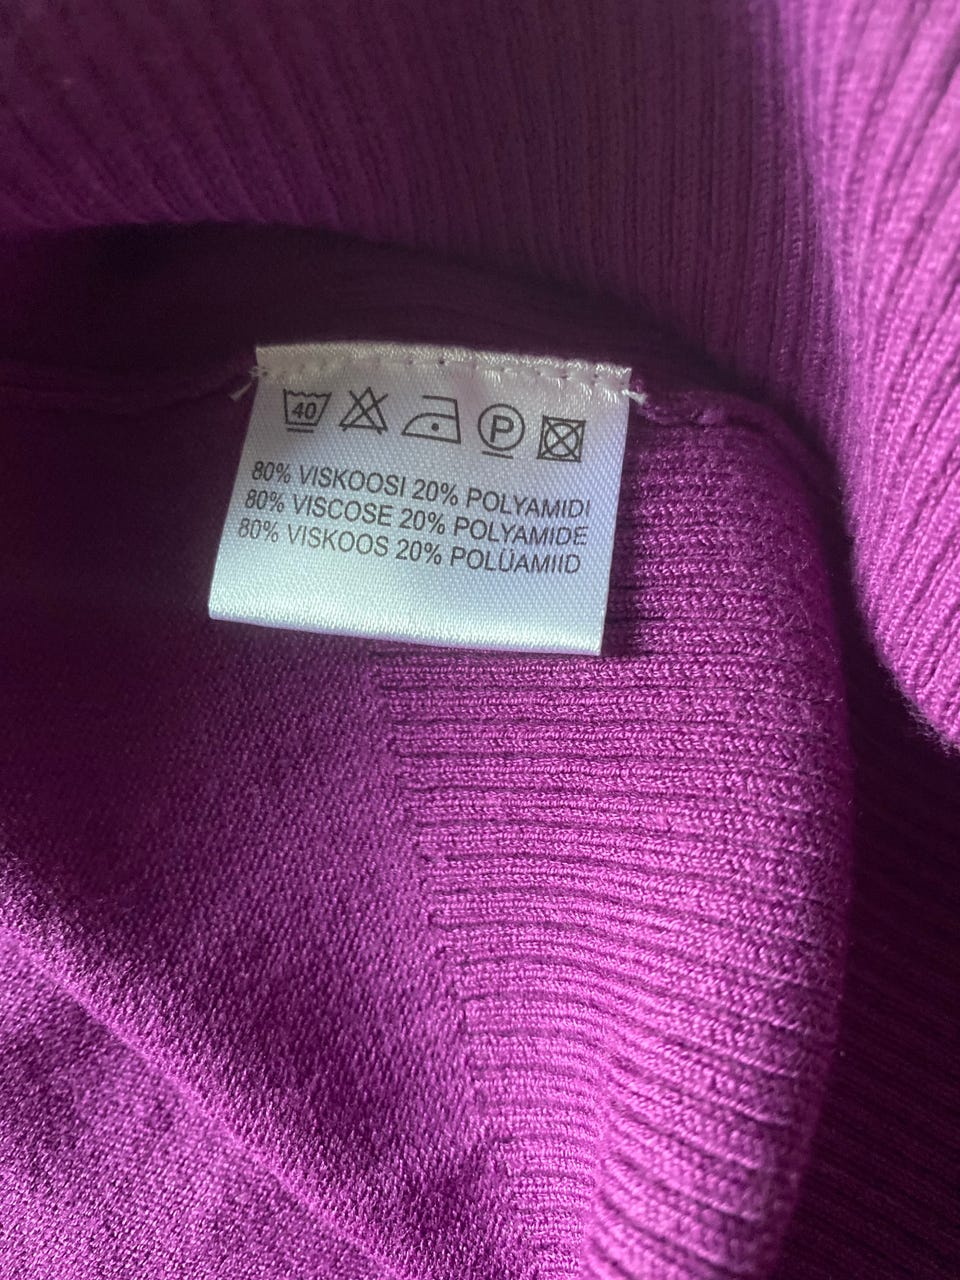 40 P
80% VISKOOSI 20% POLYAMIDI
80% VISCOSE 20% POLYAMIDE
80% VISKOOS 20% POLÜAMIID